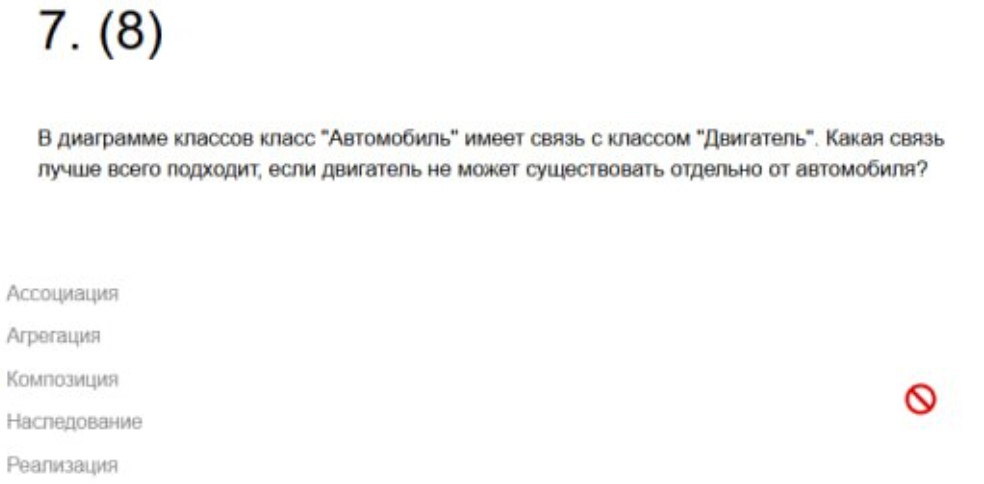 7. (8)
В диаграмме классов класс "Автомобиль" имеет связь с классом "Двигатель". Какая связь
лучше всего подходит, если двигатель не может существовать отдельно от автомобиля?
Ассоциация
Агрегация
Композиция
Наследование
Реализация